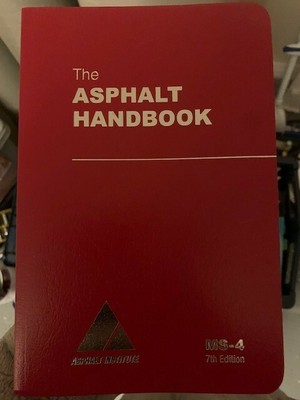 The
ASPHALT
HANDBOOK
ASPHALT INSTITUTE
MS-4
7th Edition